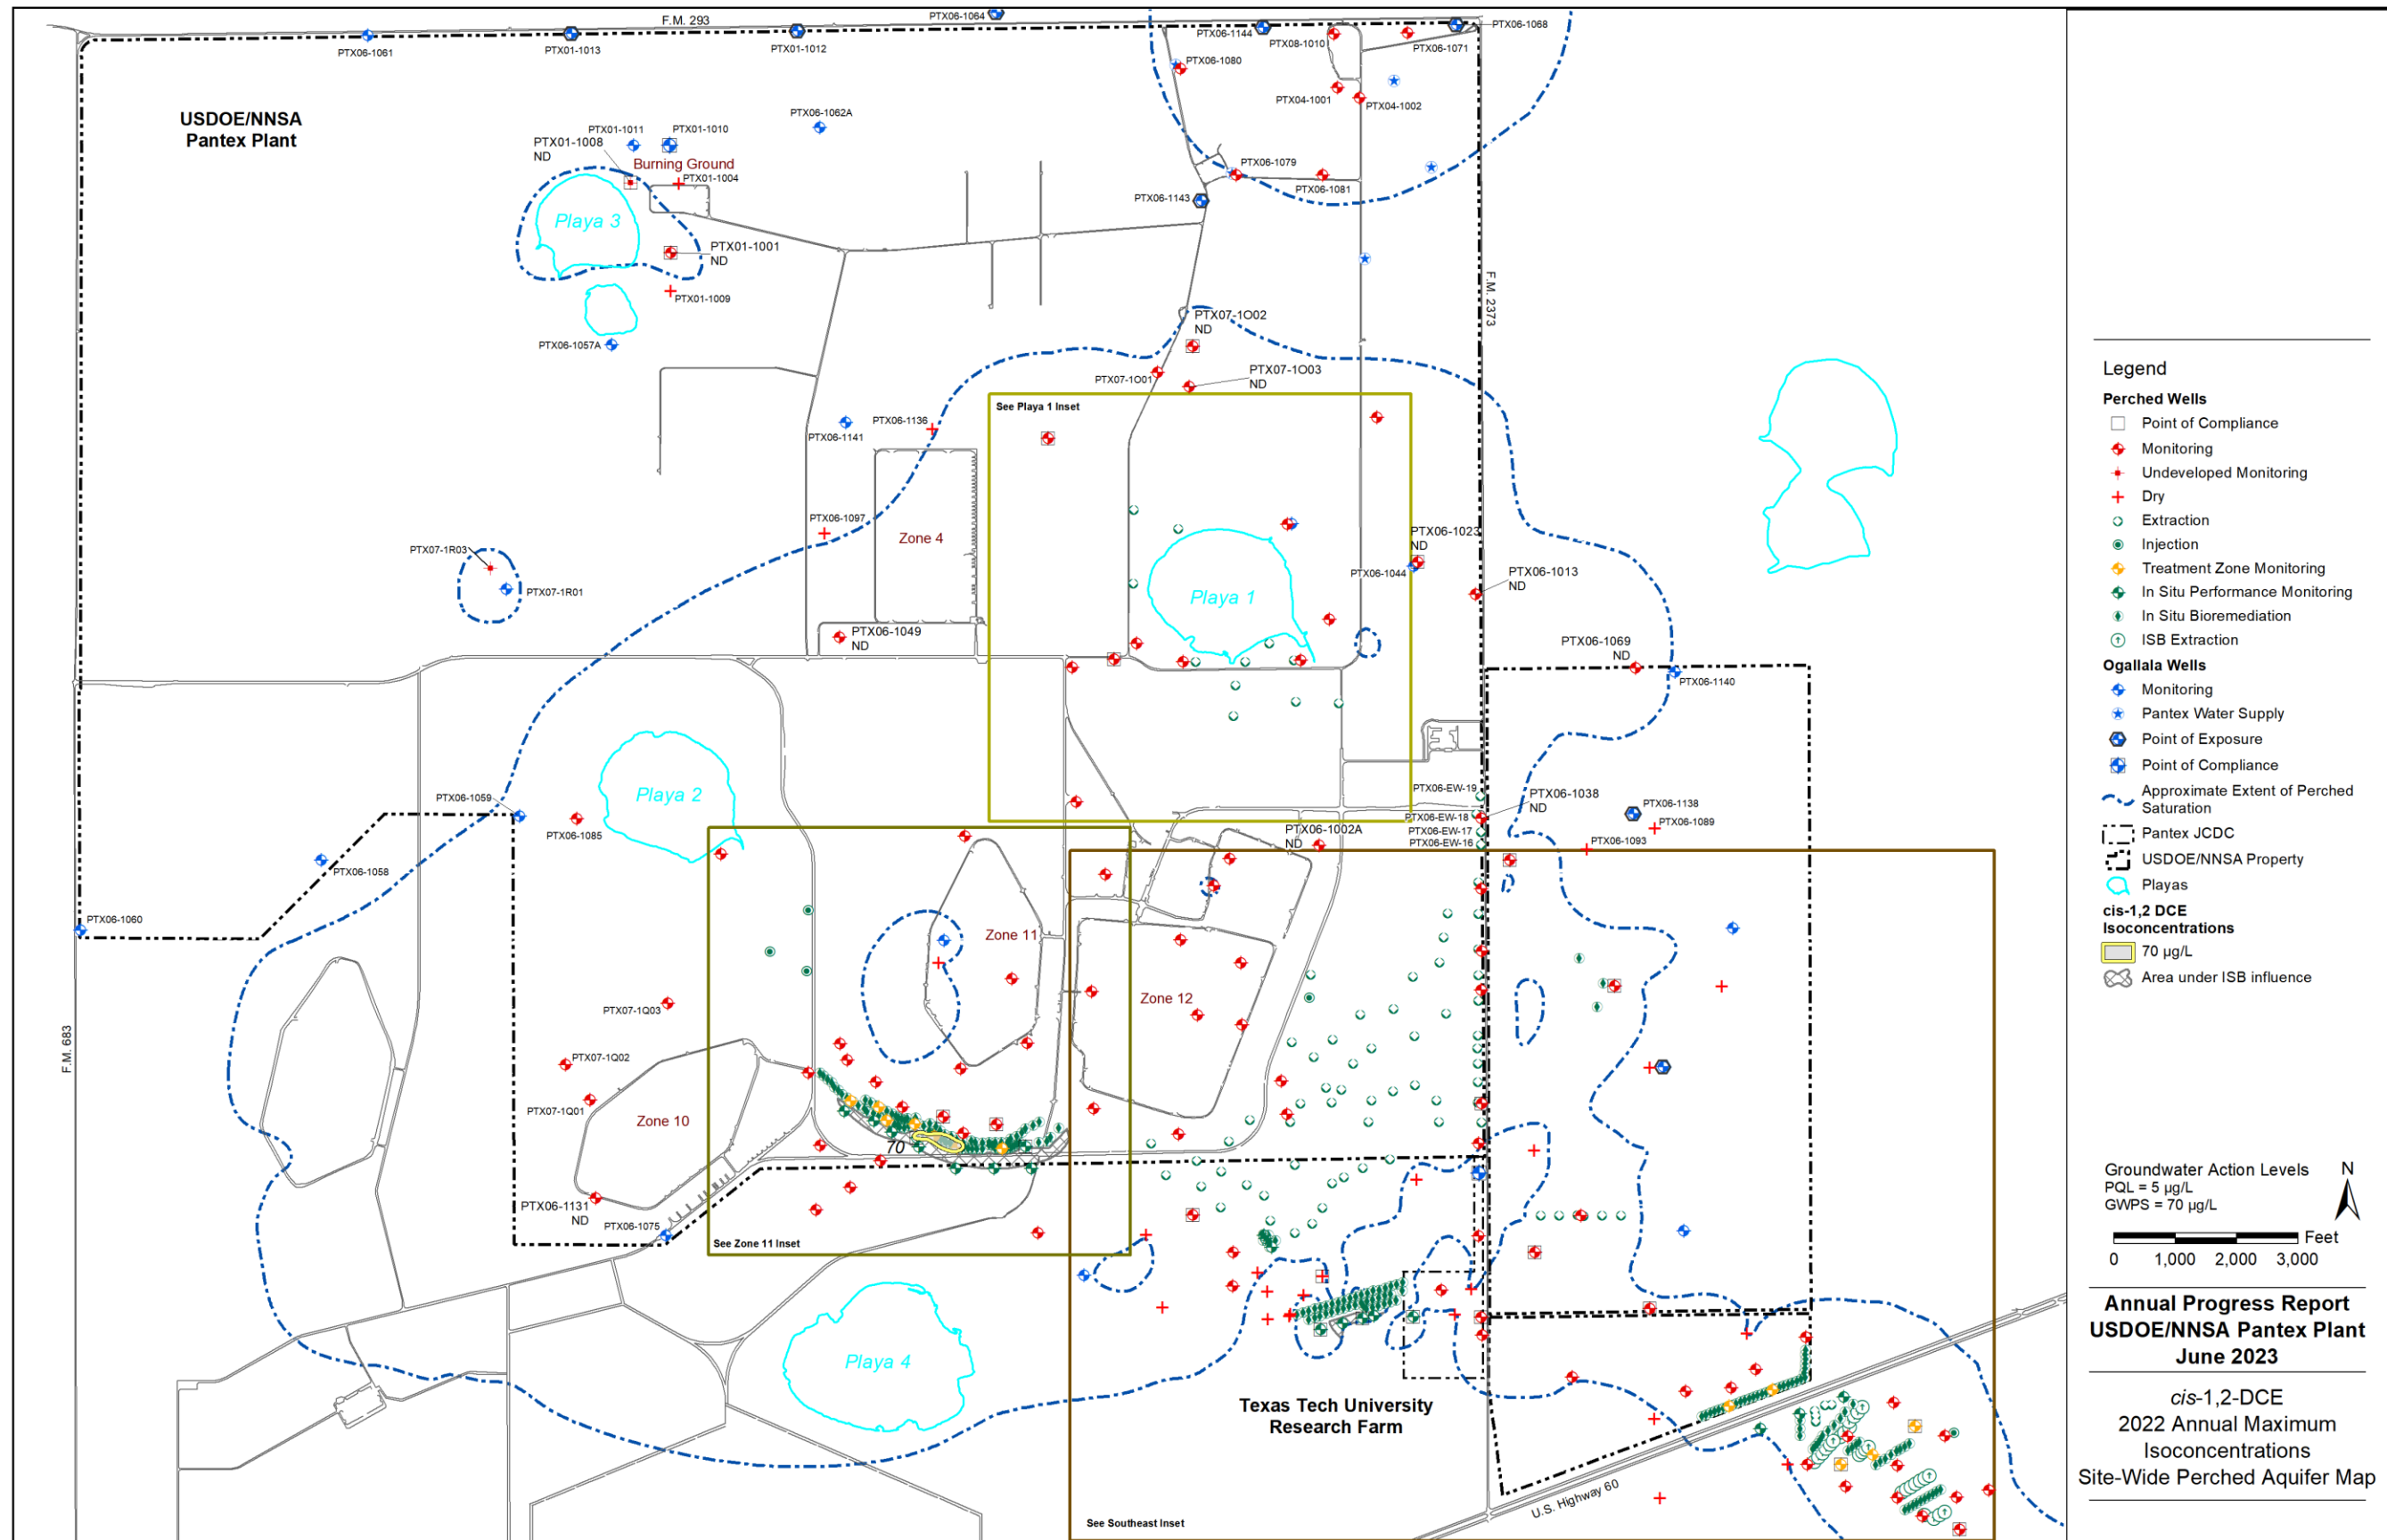 F.M. 293
PTX06-1064
PTX06-1061
PTX01-1013
PTX01-1012
PTX06-1144
PTX08-1010
PTX06-1068
PTX06-1071
PTX06-1080
PTX04-1001
PTX04-1002
USDOE/NNSA
Pantex Plant
PTX06-1062A
PTX01-1011
PTX01-1010
PTX01-1008
ND
Burning Ground
PTX01-1004
PTX06-1079
PTX06-1081
PTX06-1143
Playa 3
PTX01-1001
ND
PTX01-1009
F.M. 2373
PTX07-1O02
ND
PTX06-1057A
PTX07-1O01
PTX07-1O03
ND
See Playa 1 Inset
PTX06-1136
PTX06-1141
PTX06-1097
Zone 4
PTX06-1023
ND
PTX07-1R03
PTX06-1044
PTX06-1013
ND
PTX07-1R01
Playa 1
PTX06-1049
ND
PTX06-1069
ND
PTX06-1140
Playa 2
PTX06-1059
PTX06-EW-19
PTX06-1038
ND
PTX06-1138
PTX06-1085
PTX06-EW-18
PTX06-1089
PTX06-1002A
ND
PTX06-EW-17
PTX06-EW-16
PTX06-1093
PTX06-1058
PTX06-1060
Zone 11
Zone 12
PTX07-1Q03
F.M. 683
PTX07-1Q02
PTX07-1Q01
Zone 10
70
PTX06-1131
ND
PTX06-1075
See Zone 11 Inset
Playa 4
Texas Tech University
Research Farm
U.S. Highway 60
See Southeast Inset
Legend
Perched Wells
Point of Compliance
Monitoring
Undeveloped Monitoring
Dry
Extraction
Injection
Treatment Zone Monitoring
In Situ Performance Monitoring
In Situ Bioremediation
ISB Extraction
Ogallala Wells
Monitoring
Pantex Water Supply
Point of Exposure
Point of Compliance
Approximate Extent of Perched
Saturation
Pantex JCDC
USDOE/NNSA Property
Playas
cis-1,2 DCE
Isoconcentrations
70 µg/L
Area under ISB influence
Groundwater Action Levels
PQL = 5 µg/L
GWPS = 70 µg/L
N
Feet
0 1,000 2,000 3,000
Annual Progress Report
USDOE/NNSA Pantex Plant
June 2023
cis-1,2-DCE
2022 Annual Maximum
Isoconcentrations
Site-Wide Perched Aquifer Map